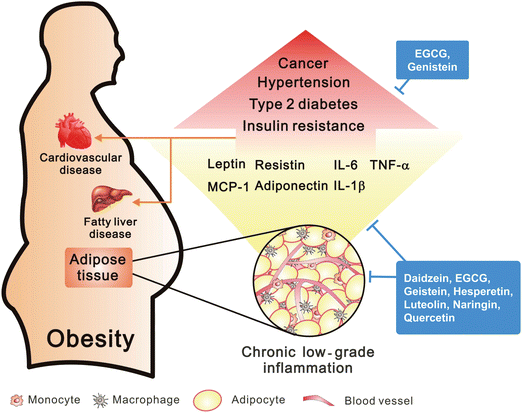 EGCG,
Genistein
Cancer
Hypertension
Type 2 diabetes
Insulin resistance
Cardiovascular
disease
Leptin Resistin IL-6 TNF-α
MCP-1 Adiponectin IL-1β
Fatty liver
disease
Adipose
tissue
Daidzein, EGCG,
Geistein, Hesperetin,
Luteolin, Naringin,
Quercetin
Obesity
Chronic low-grade
inflammation
Monocyte Macrophage Adipocyte Blood vessel